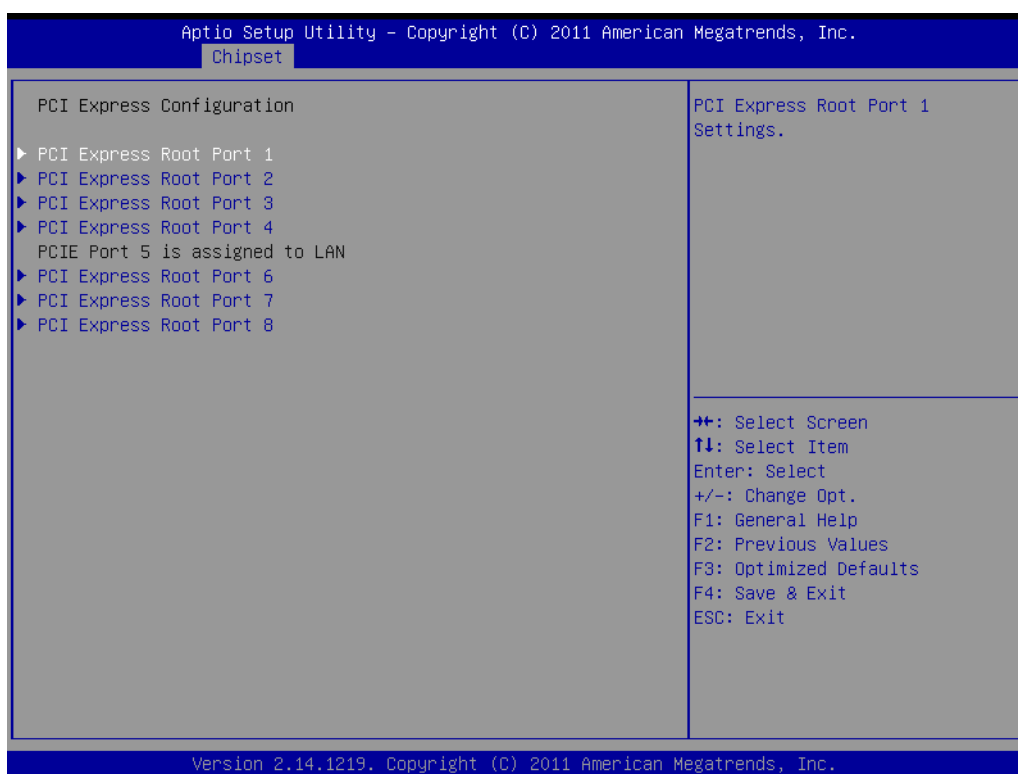 Aptio Setup Utility – Copyright (C) 2011 American Megatrends, Inc.
Chipset
PCI Express Configuration
PCI Express Root Port 1
PCI Express Root Port 2
PCI Express Root Port 3
PCI Express Root Port 4
PCIE Port 5 is assigned to LAN
PCI Express Root Port 6
PCI Express Root Port 7
PCI Express Root Port 8
PCI Express Root Port 1
Settings.
→←: Select Screen
↑↓: Select Item
Enter: Select
+/-: Change Opt.
F1: General Help
F2: Previous Values
F3: Optimized Defaults
F4: Save & Exit
ESC: Exit
Version 2.14.1219. Copyright (C) 2011 American Megatrends, Inc.